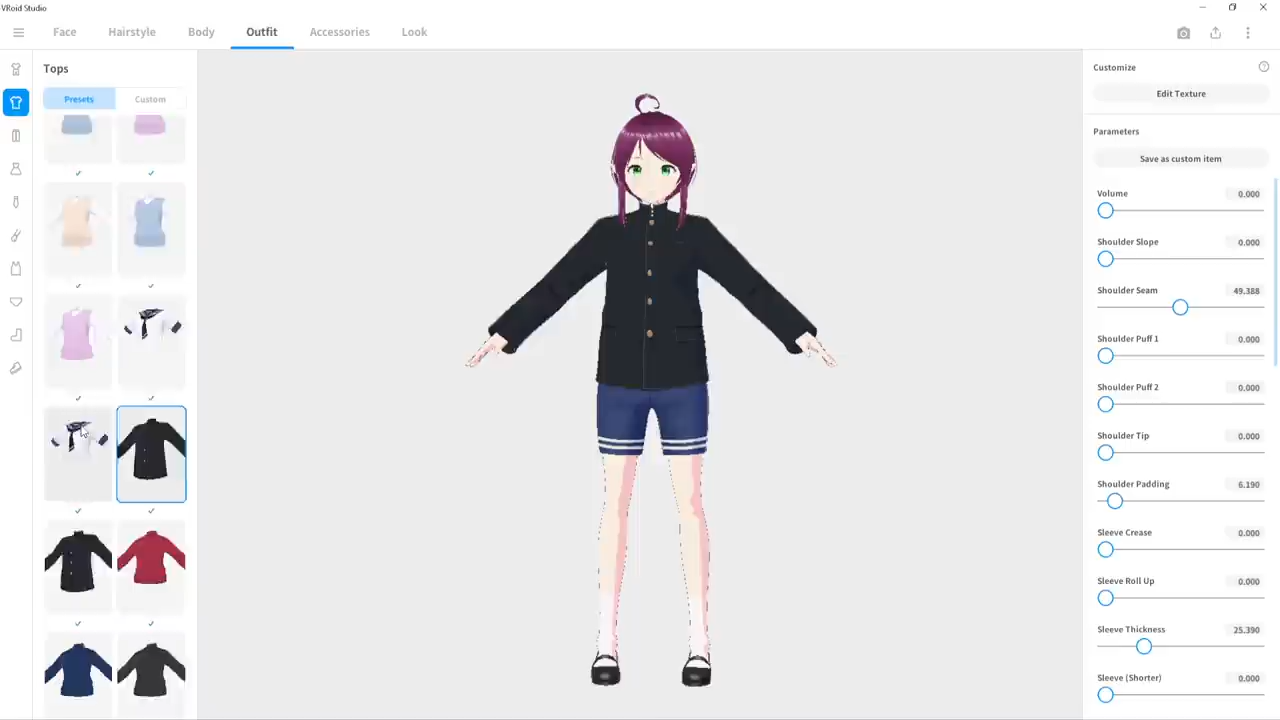 VRoid Studio
Face Hairstyle Body Outfit Accessories Look
Tops
Presets Custom
Customize
Edit Texture
Parameters
Save as custom item
Volume 0.000
Shoulder Slope 0.000
Shoulder Seam 49.388
Shoulder Puff 1 0.000
Shoulder Puff 2 0.000
Shoulder Tip 0.000
Shoulder Padding 6.190
Sleeve Crease 0.000
Sleeve Roll Up 0.000
Sleeve Thickness 25.390
Sleeve (Shorter) 0.000